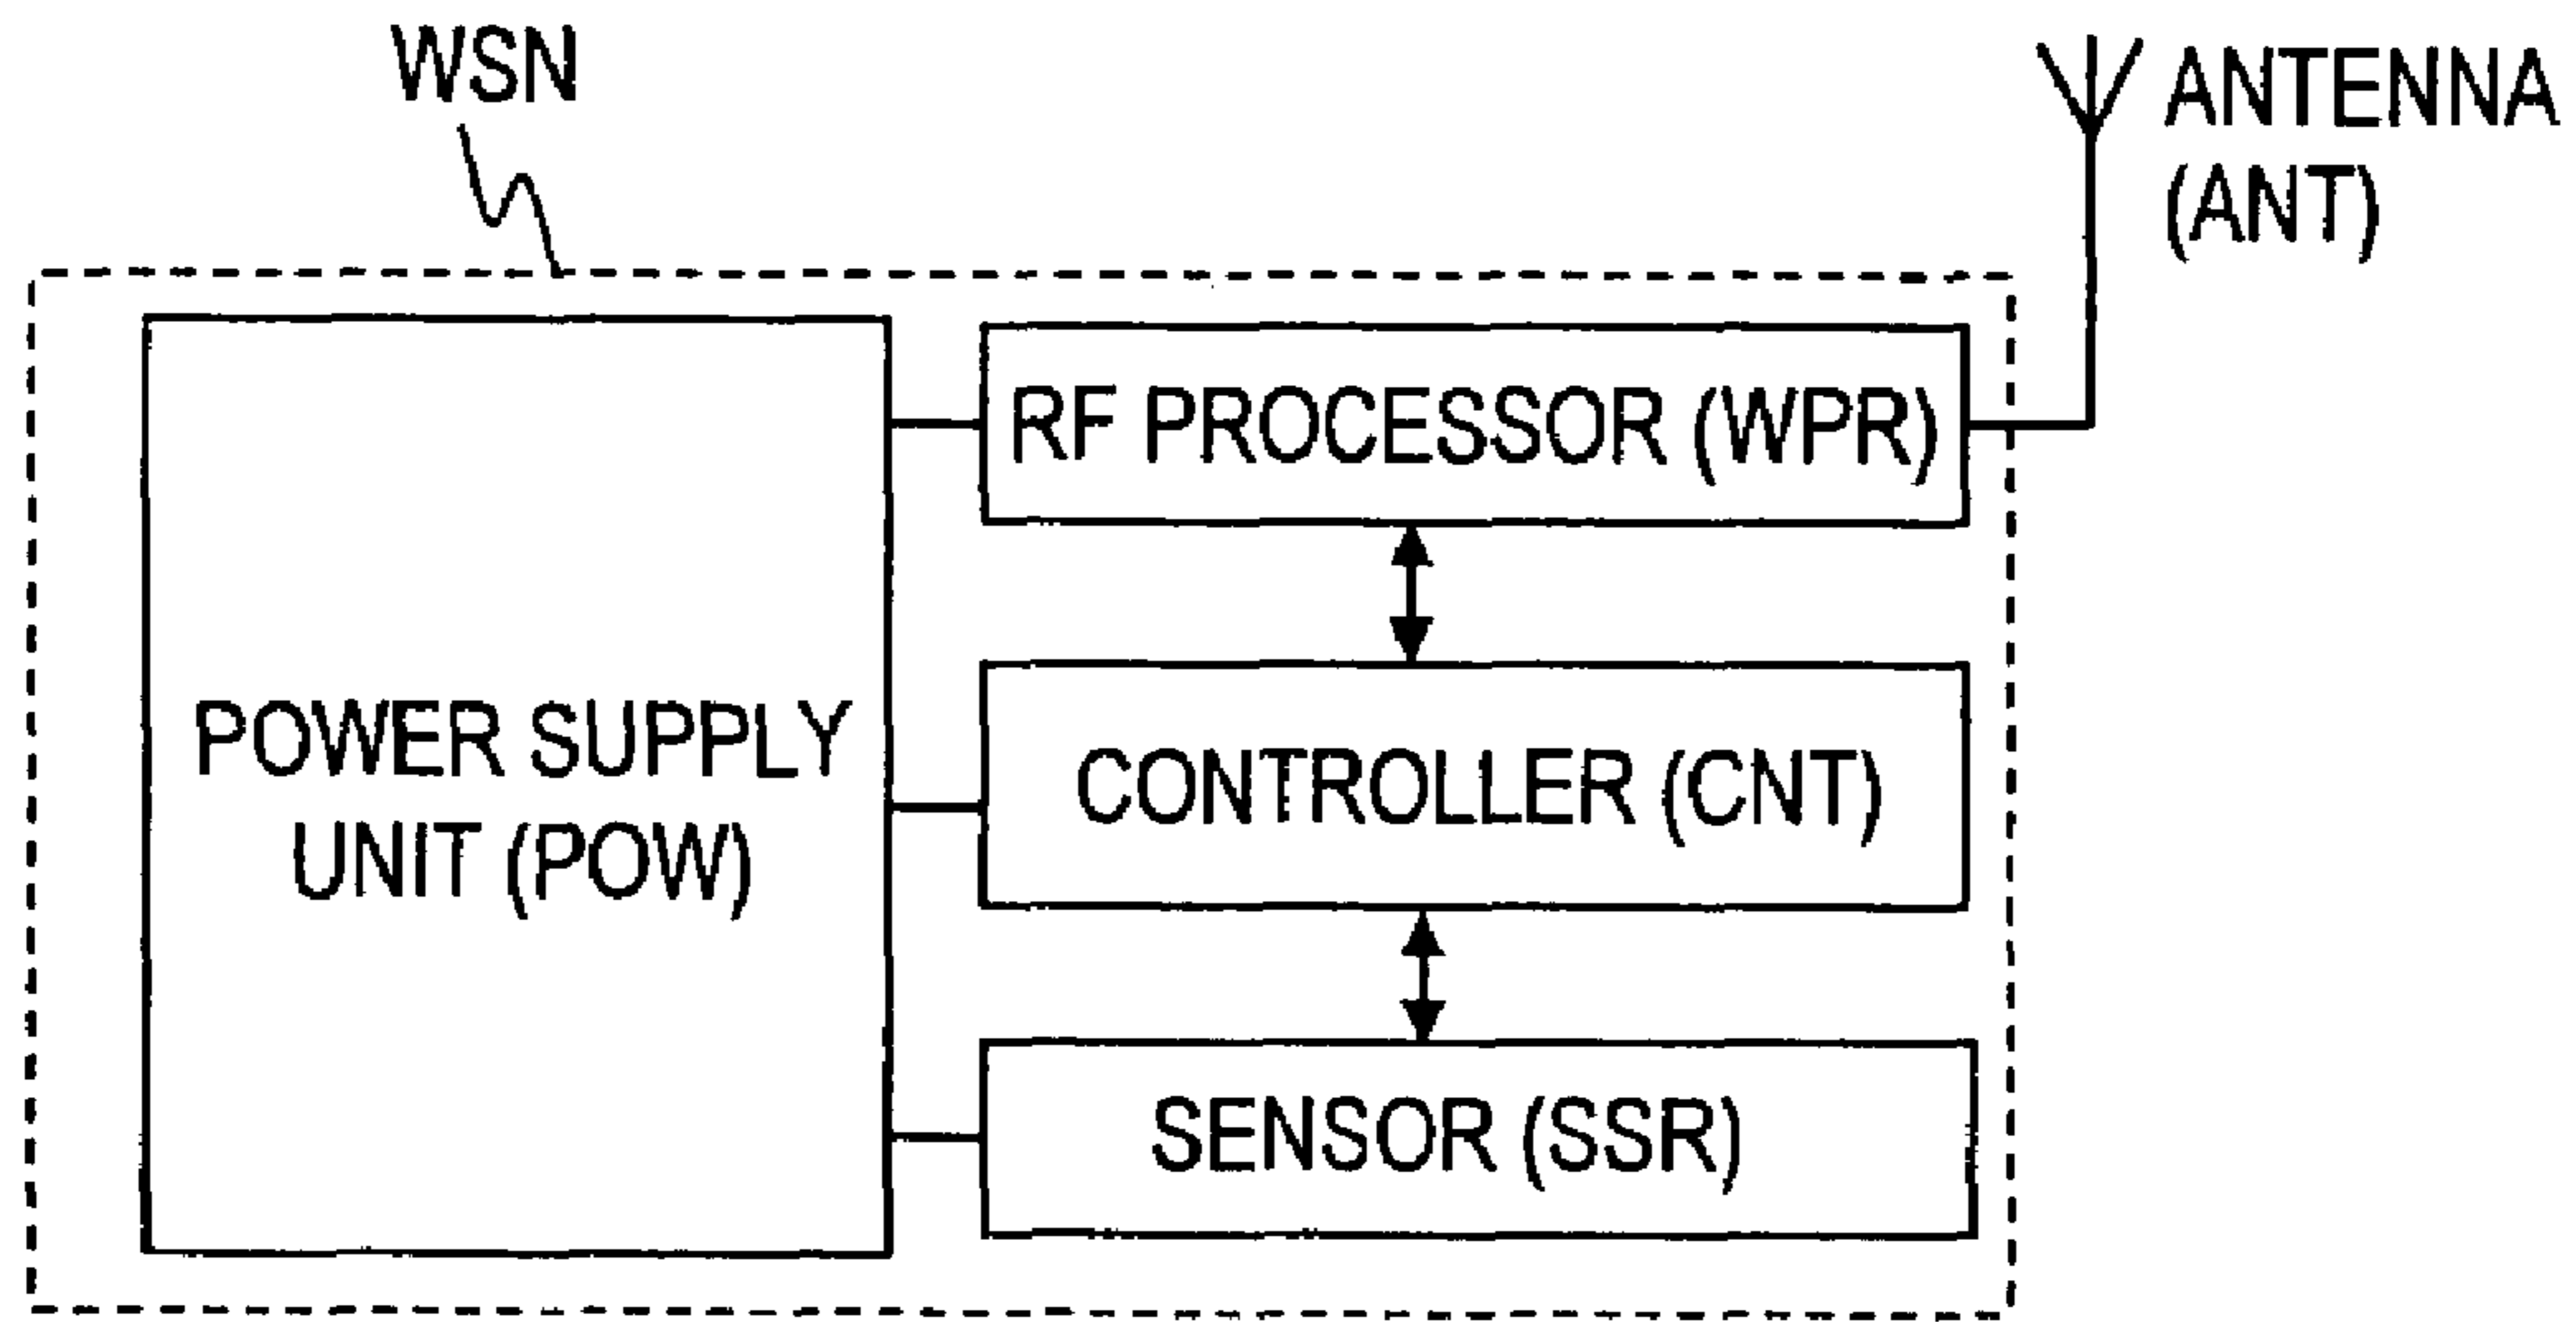 WSN
ANTENNA
(ANT)
RF PROCESSOR (WPR)
POWER SUPPLY
UNIT (POW)
CONTROLLER (CNT)
SENSOR (SSR)